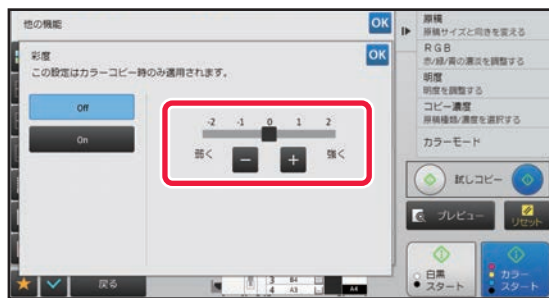 他の機能
OK
彩度
OK
この設定はカラーコピー時のみ適用されます。
Off
On
-2 -1 0 1 2
弱く
−
+
強く
戻る
3 B4
4 A3
A4
原稿
原稿サイズと向きを変える
RGB
赤/緑/青の濃淡を調整する
明度
明度を調整する
コピー濃度
原稿種類/濃度を選択する
カラーモード
試しコピー
プレビュー
リセット
白黒
スタート
カラー
スタート